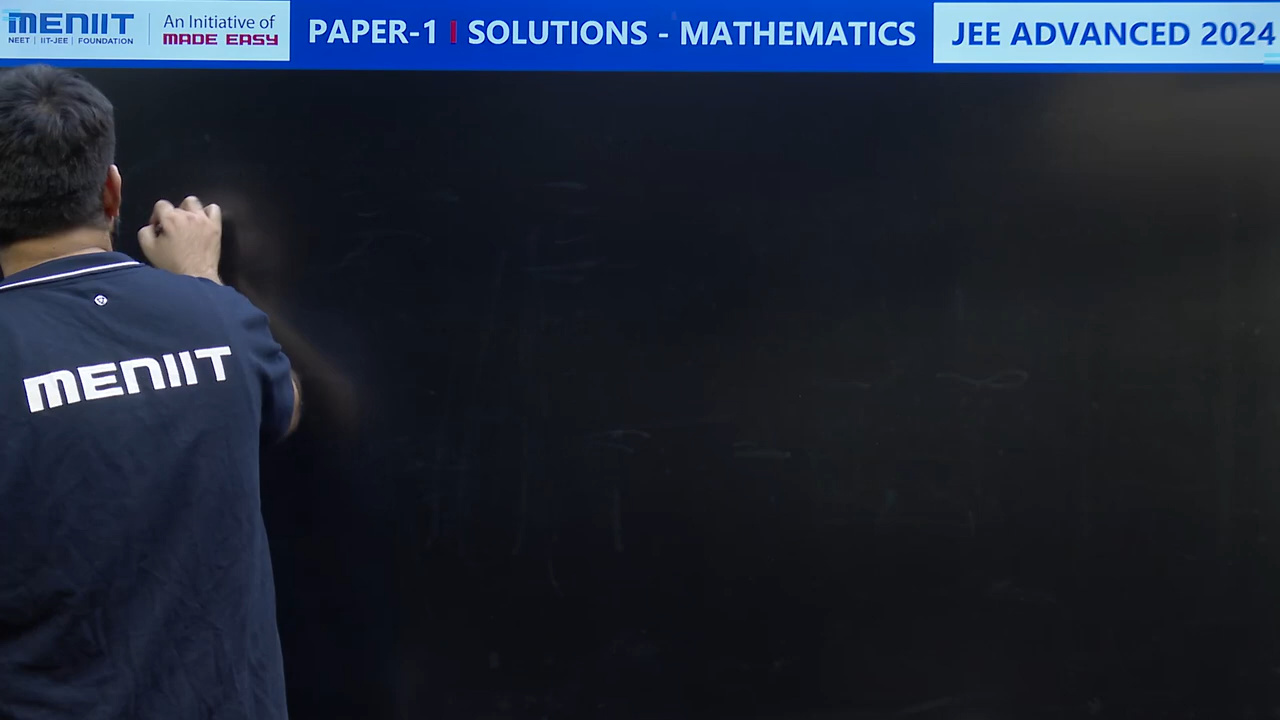 MENIIT
NEET | IIT-JEE | FOUNDATION
An Initiative of
MADE EASY
PAPER-1 | SOLUTIONS - MATHEMATICS
JEE ADVANCED 2024
MENIIT